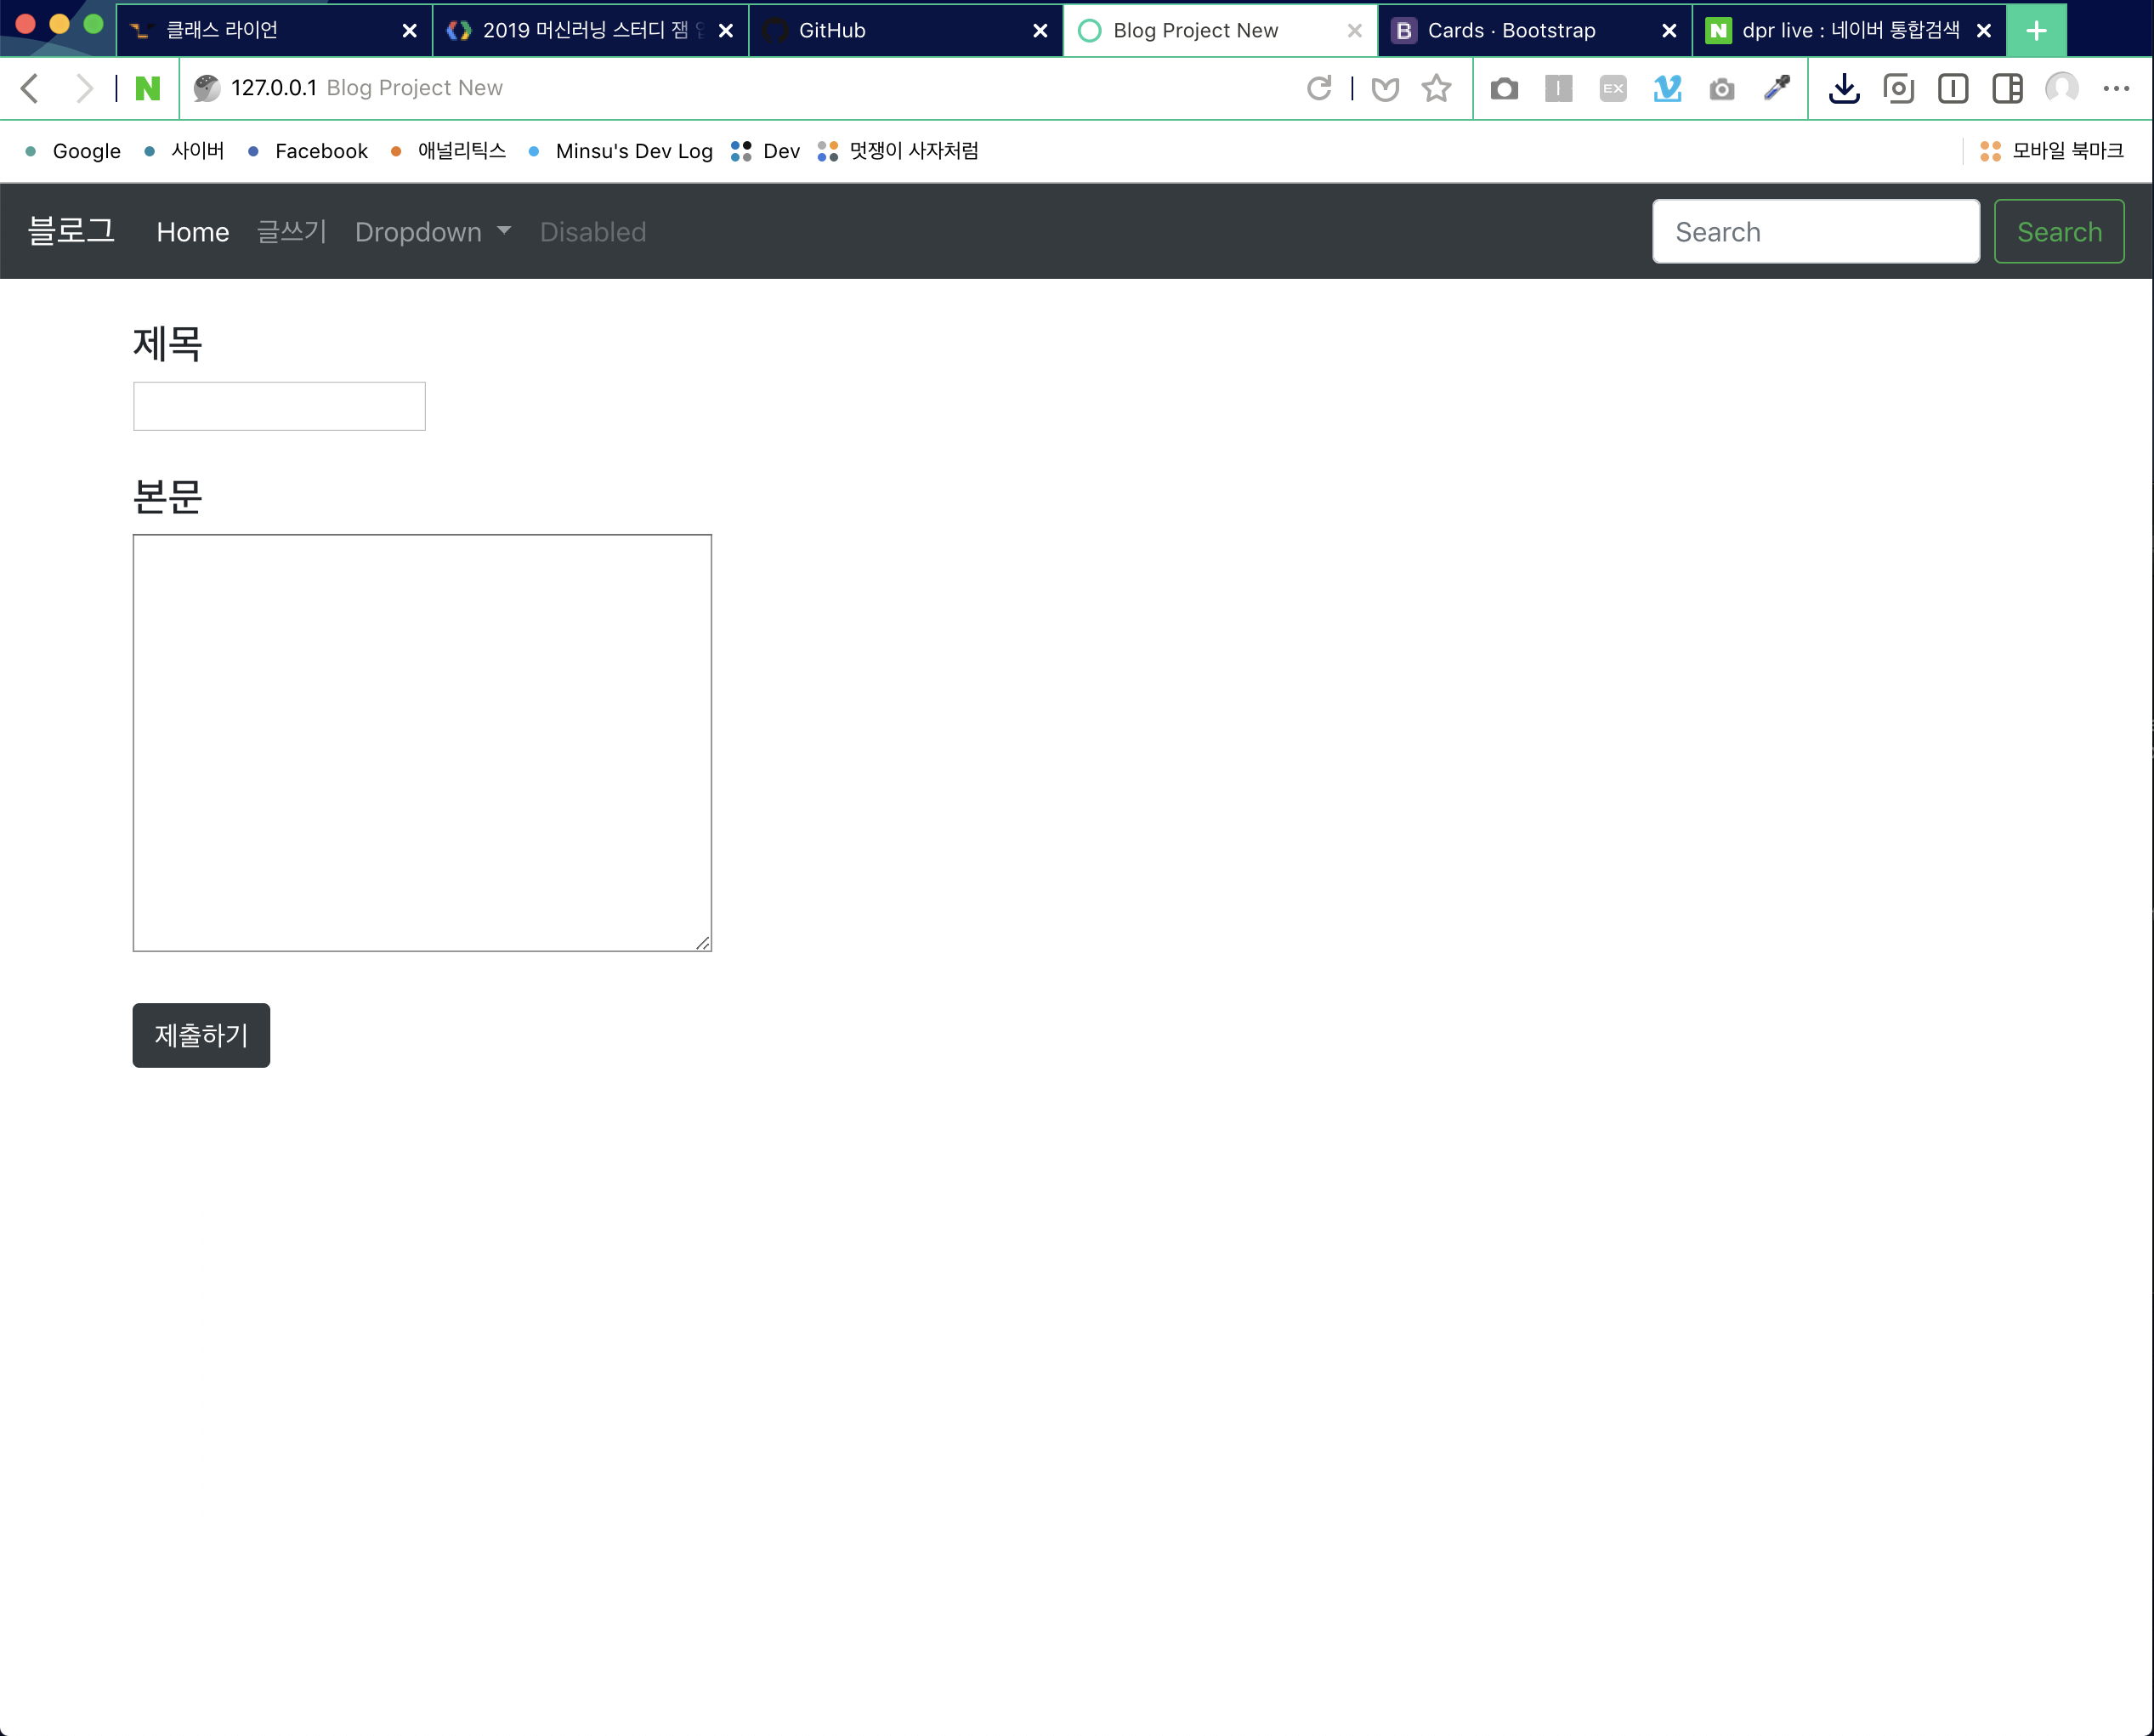 클래스 라이언
2019 머신러닝 스터디 잼
GitHub
Blog Project New
B Cards · Bootstrap
N dpr live : 네이버 통합검색
N 127.0.0.1 Blog Project New
EX
Google 사이버 Facebook 애널리틱스 Minsu's Dev Log Dev 멋쟁이 사자처럼 모바일 북마크
블로그 Home 글쓰기 Dropdown Disabled Search Search
제목
본문
제출하기